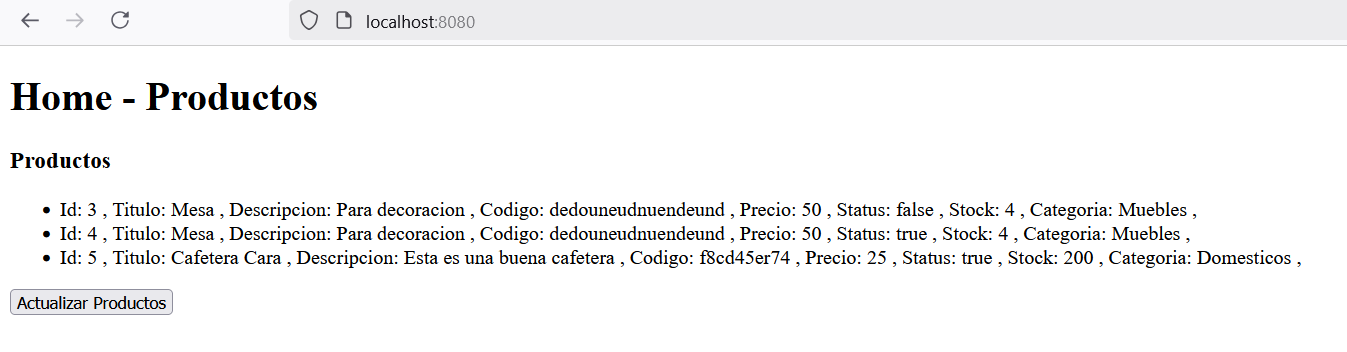 localhost:8080
Home - Productos
Productos
Id: 3 , Titulo: Mesa , Descripcion: Para decoracion , Codigo: dedouneudnuendeund , Precio: 50 , Status: false , Stock: 4 , Categoria: Muebles ,
Id: 4 , Titulo: Mesa , Descripcion: Para decoracion , Codigo: dedouneudnuendeund , Precio: 50 , Status: true , Stock: 4 , Categoria: Muebles ,
Id: 5 , Titulo: Cafetera Cara , Descripcion: Esta es una buena cafetera , Codigo: f8cd45er74 , Precio: 25 , Status: true , Stock: 200 , Categoria: Domesticos ,
Actualizar Productos